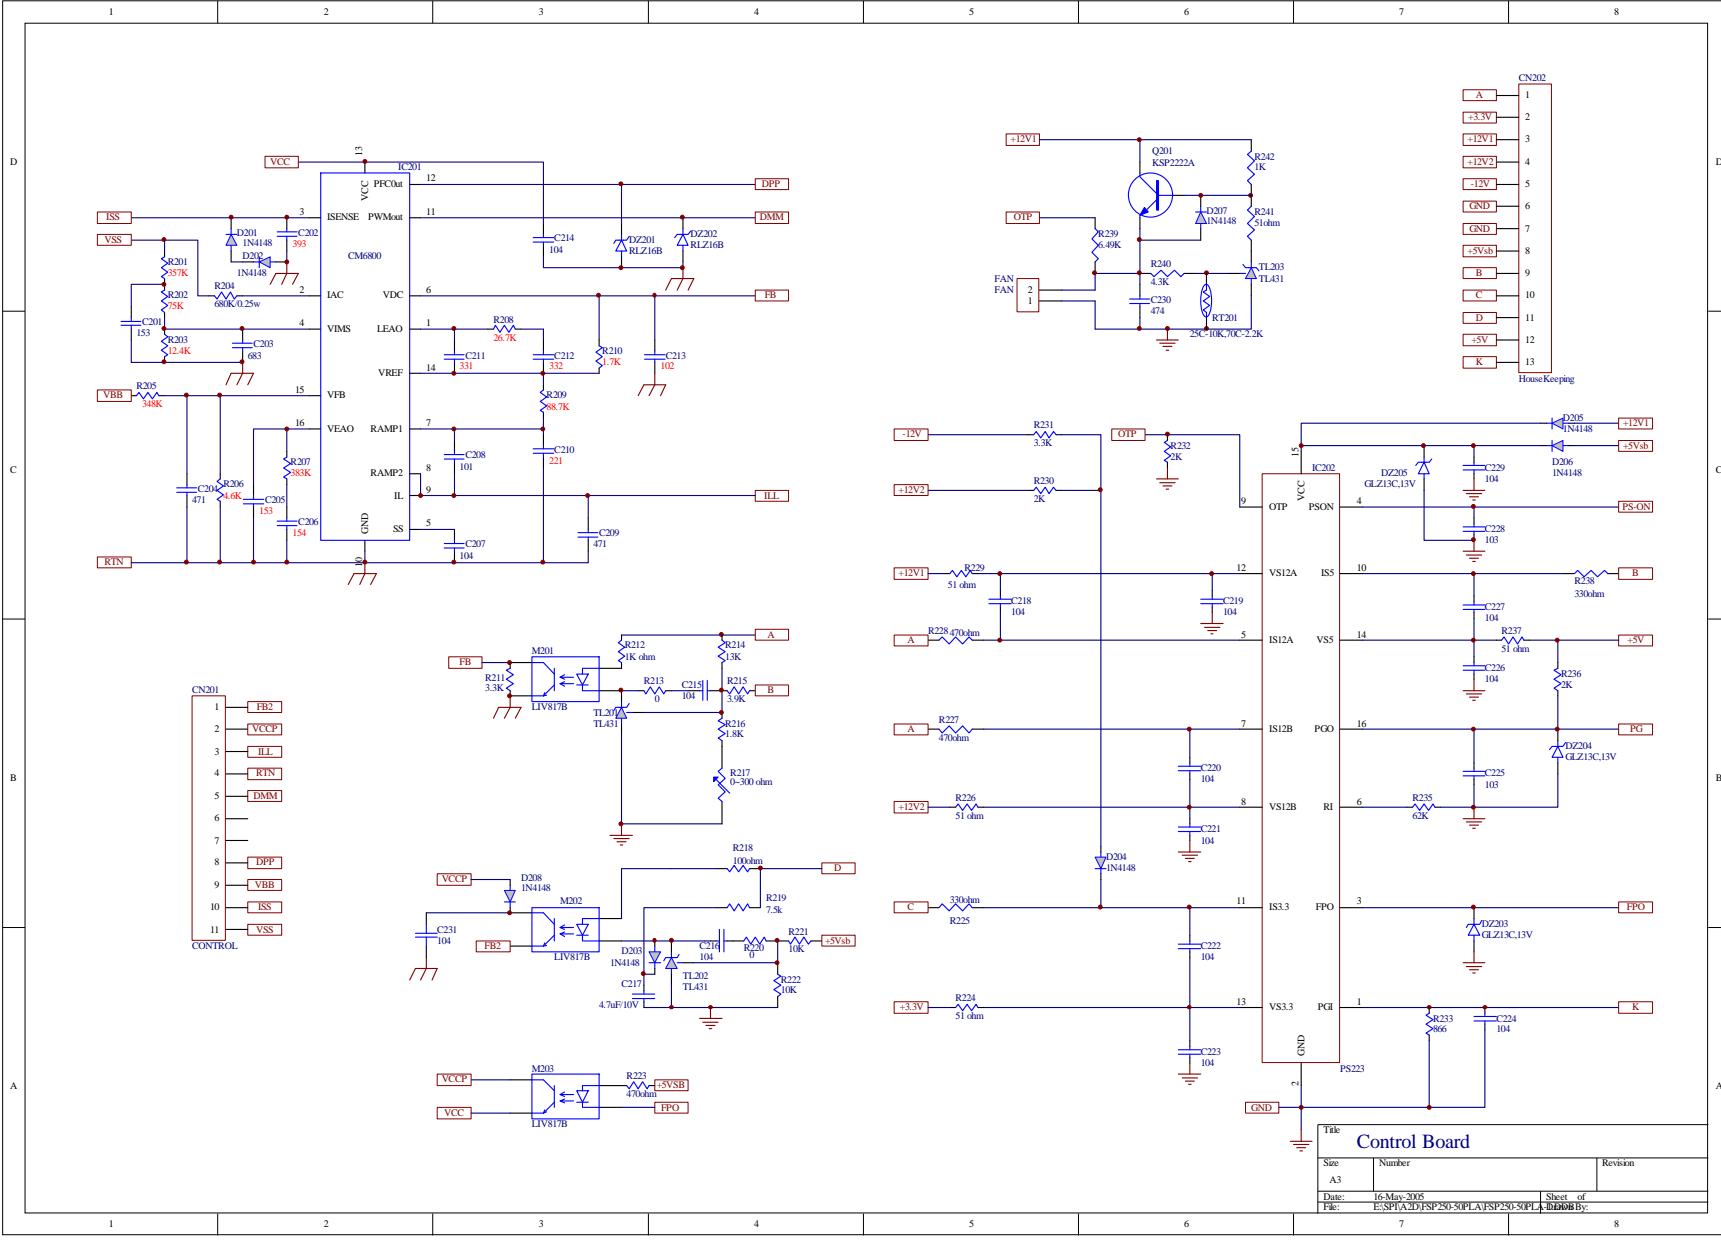 1 2 3 4 5 6 7 8
D
D
C
C
B
B
A
A
VCC
13
IC201
VCC
PFCOut
12
DPP
ISS
3
ISENSE
PWMout
11
DMM
VSS
D201
1N4148
C202
393
D202
1N4148
CM6800
C214
104
DZ201
RLZ16B
DZ202
RLZ16B
R201
357K
R202
75K
R204
680K/0.25w
2
IAC
VDC
6
FB
C201
153
R203
12.4K
C203
683
4
VIMS
LEAO
1
R208
26.7K
C211
331
C212
332
R210
1.7K
C213
102
VREF
14
VBB
R205
348K
15
VFB
R209
88.7K
16
VEAO
RAMP1
7
R207
383K
C208
101
C210
221
RAMP2
8
IL
9
ILL
C204
471
R206
4.6K
C205
153
C206
154
GND
SS
5
C207
104
C209
471
RTN
10
+12V1
Q201
KSP2222A
R242
1K
OTP
D207
1N4148
R241
51ohm
R239
6.49K
R240
4.3K
TL203
TL431
FAN
FAN
2
1
C230
474
RT201
25C-10K,70C-2.2K
CN202
A 1
+3.3V 2
+12V1 3
+12V2 4
-12V 5
GND 6
GND 7
+5Vsb 8
B 9
C 10
D 11
+5V 12
K 13
HouseKeeping
-12V
R231
3.3K
OTP
R232
2K
+12V2
R230
2K
D205
1N4148
+12V1
+5Vsb
D206
1N4148
15
IC202
VCC
DZ205
GLZ13C,13V
C229
104
9
OTP
PSON
4
PS-ON
C228
103
+12V1
R229
51 ohm
12
VS12A
IS5
10
R238
330ohm
B
C218
104
C219
104
C227
104
A
R228
470ohm
5
IS12A
VS5
14
R237
51 ohm
+5V
C226
104
R236
2K
A
R227
470ohm
7
IS12B
PGO
16
PG
C220
104
DZ204
GLZ13C,13V
C225
103
+12V2
R226
51 ohm
8
VS12B
RI
6
R235
62K
C221
104
D204
1N4148
C
330ohm
R225
11
IS3.3
FPO
3
FPO
C222
104
DZ203
GLZ13C,13V
+3.3V
R224
51 ohm
13
VS3.3
PGI
1
K
R233
866
C224
104
C223
104
GND
PS223
2
GND
CN201
1 FB2
2 VCCP
3 ILL
4 RTN
5 DMM
6
7
8 DPP
9 VBB
10 ISS
11 VSS
CONTROL
FB
M201
R211
3.3K
LIV817B
R212
1K ohm
R214
13K
A
R213
0
C215
104
R215
3.9K
B
TL201
TL431
R216
1.8K
R217
0~300 ohm
R218
100ohm
D
VCCP
D208
1N4148
M202
R219
7.5k
C231
104
FB2
LIV817B
D203
1N4148
C216
104
R220
0
R221
10K
+5Vsb
TL202
TL431
R222
10K
C217
4.7uF/10V
VCCP
M203
R223
470ohm
+5VSB
VCC
FPO
LIV817B
Title
Control Board
Size
Number
Revision
A3
Date:
16-May-2005
Sheet of
File:
E:\SPI\A2D\FSP250-50PLA\FSP250-50PLA-D.DDB
By:
1 2 3 4 5 6 7 8